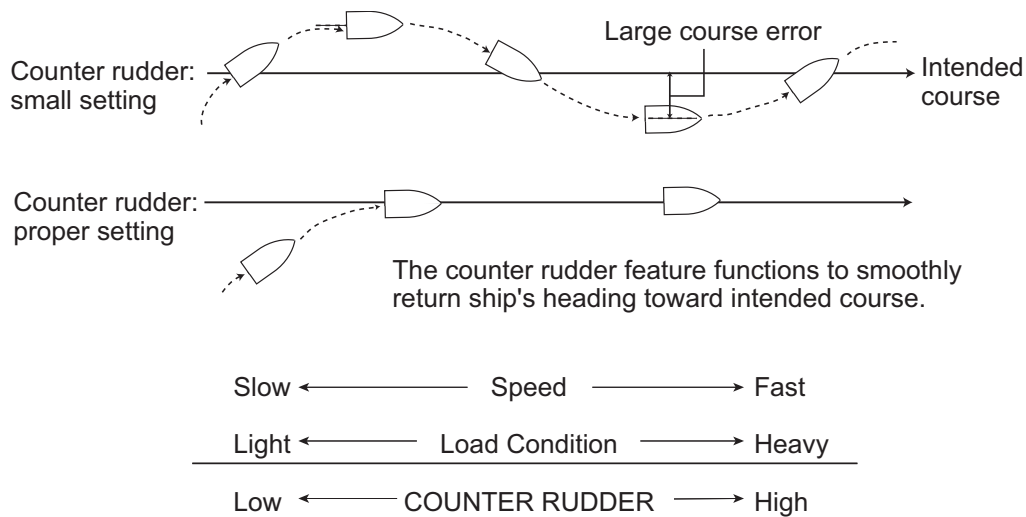 Large course error
Counter rudder:
small setting
Intended
course
Counter rudder:
proper setting
The counter rudder feature functions to smoothly
return ship's heading toward intended course.
Slow Speed Fast
Light Load Condition Heavy
Low COUNTER RUDDER High